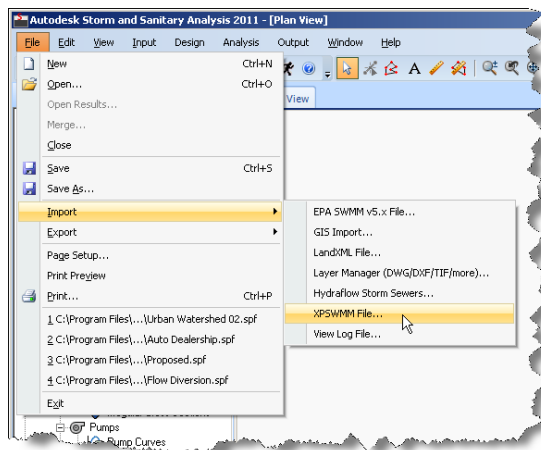 Autodesk Storm and Sanitary Analysis 2011 - [Plan View]
File Edit View Input Design Analysis Output Window Help
New Ctrl+N
Open... Ctrl+O
Open Results...
View
Merge...
Close
Save Ctrl+S
Save As...
Import
Export
Page Setup...
Print Preview
Print... Ctrl+P
1 C:\Program Files\...\Urban Watershed 02.spf
2 C:\Program Files\...\Auto Dealership.spf
3 C:\Program Files\...\Proposed.spf
4 C:\Program Files\...\Flow Diversion.spf
Exit
EPA SWMM v5.x File...
GIS Import...
LandXML File...
Layer Manager (DWG/DXF/TIF/more)...
Hydraflow Storm Sewers...
XPSWMM File...
View Log File...
Pumps
Pump Curves